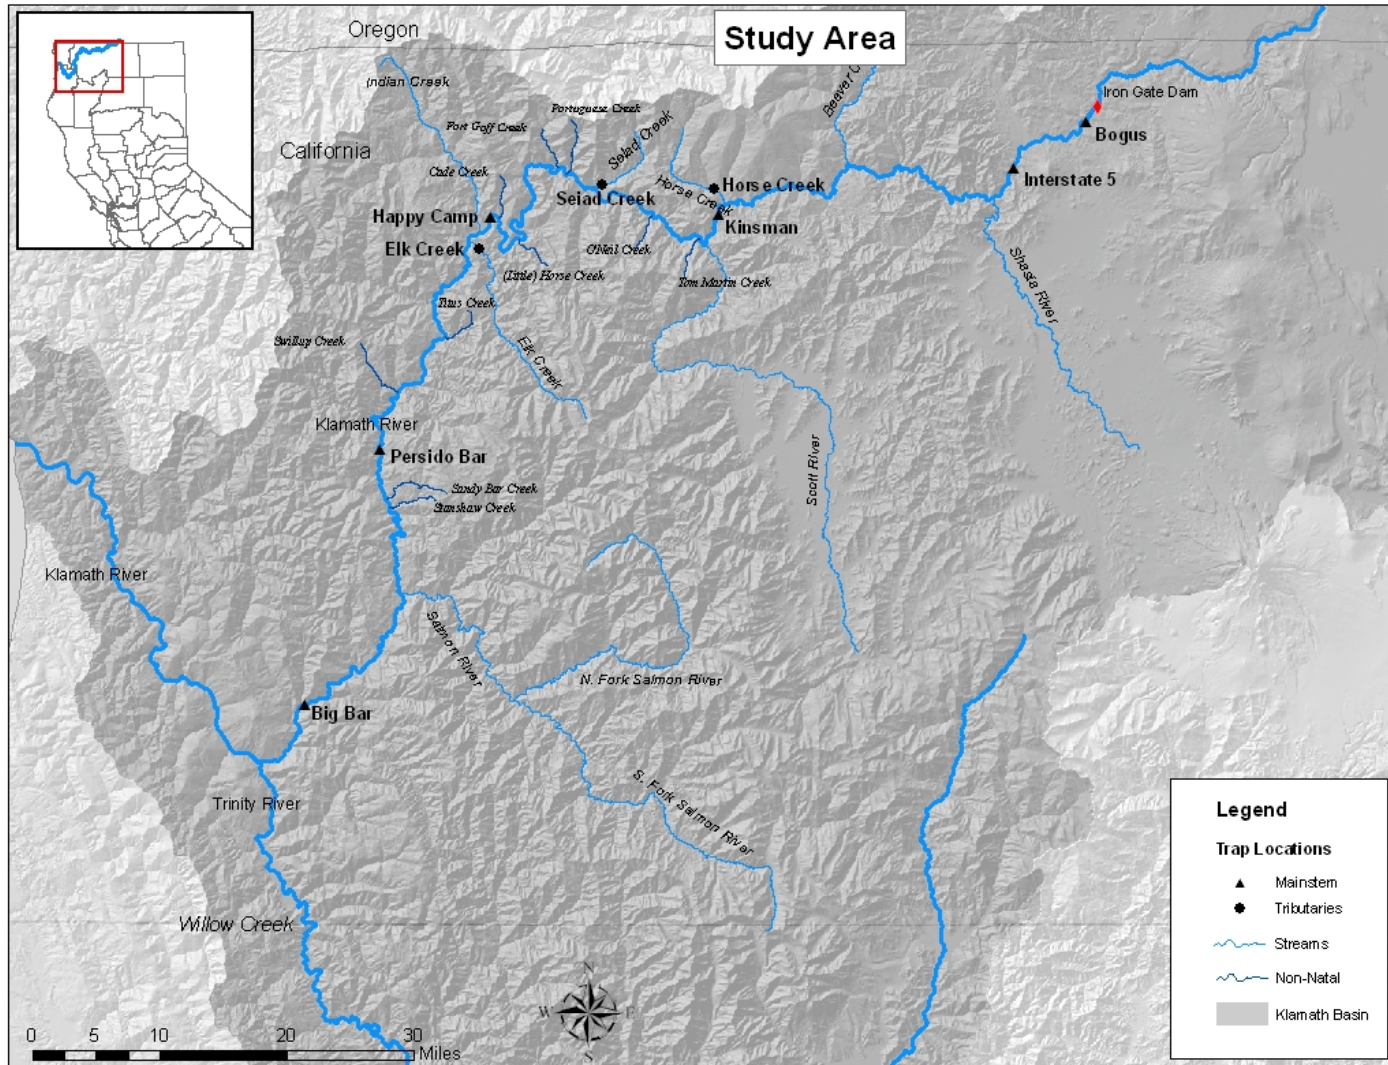 Study Area
Oregon
California
Indian Creek
Fort Goff Creek
Portuguese Creek
Seiad Creek
Cade Creek
Happy Camp
Elk Creek
Seiad Creek
Horse Creek
Horse Creek
Kinsman
O'Neil Creek
Tom Martin Creek
(Little) Horse Creek
Titus Creek
Swillup Creek
Elk Creek
Iron Gate Dam
Bogus
Interstate 5
Shasta River
Klamath River
Persido Bar
Sandy Bar Creek
Stanshaw Creek
Scott River
Klamath River
Salmon River
N. Fork Salmon River
Big Bar
Trinity River
S. Fork Salmon River
Willow Creek
Legend
Trap Locations
Mainstem
Tributaries
Streams
Non-Natal
Klamath Basin
N
W E
S
0 5 10 20 30
Miles